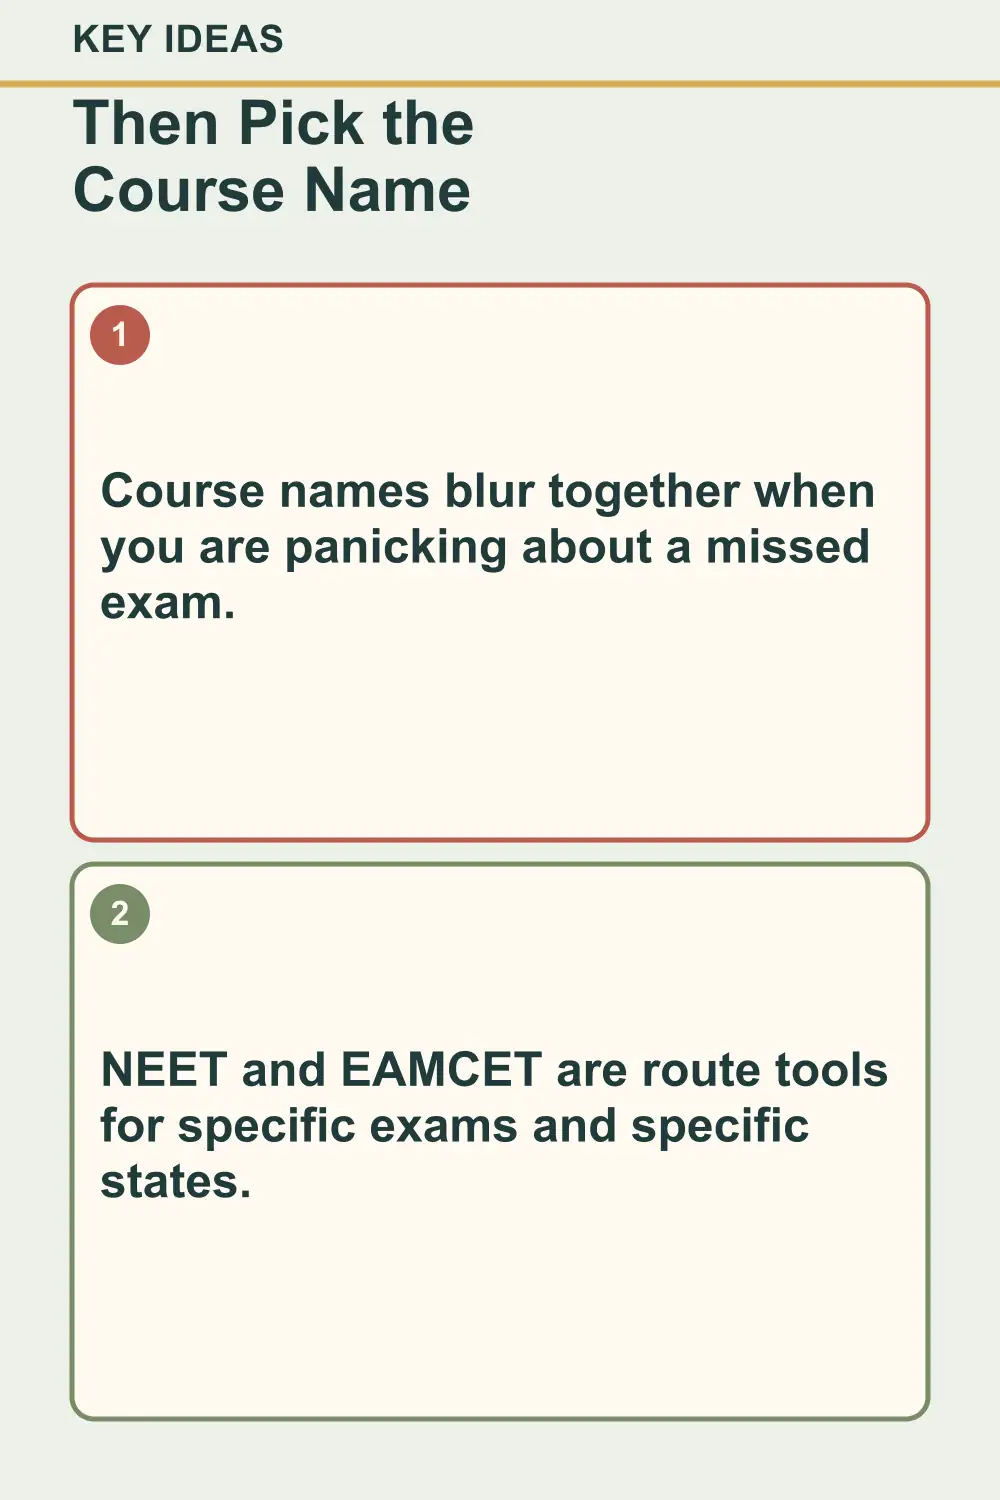 KEY IDEAS
Then Pick the
Course Name
1
Course names blur together when
you are panicking about a missed
exam.
2
NEET and EAMCET are route tools
for specific exams and specific
states.